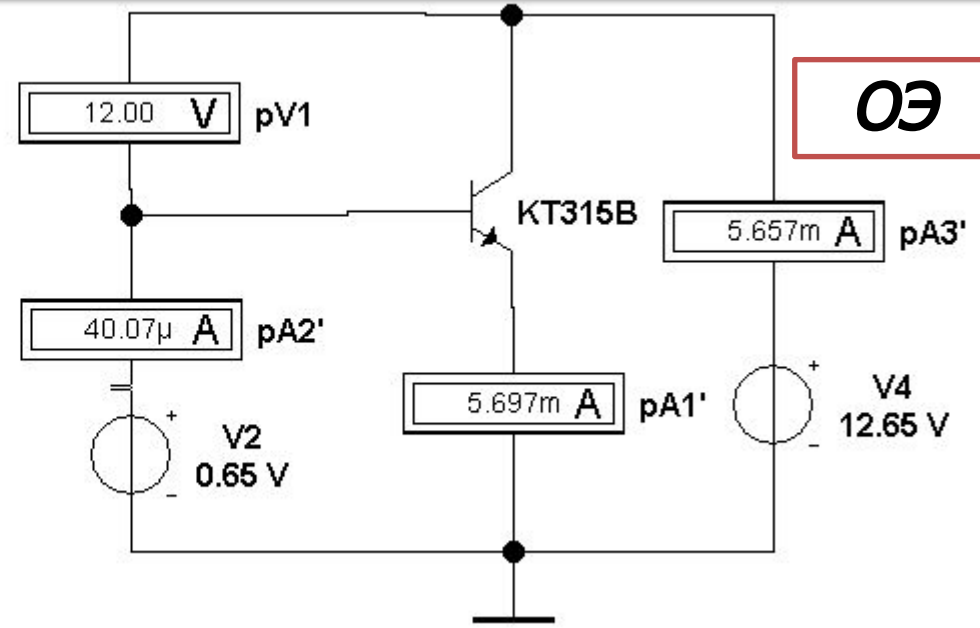 12.00 V pV1
ОЭ
KT315B
5.657m A pA3'
40.07µ A pA2'
5.697m A pA1'
+
V4
12.65 V
-
+
V2
0.65 V
-